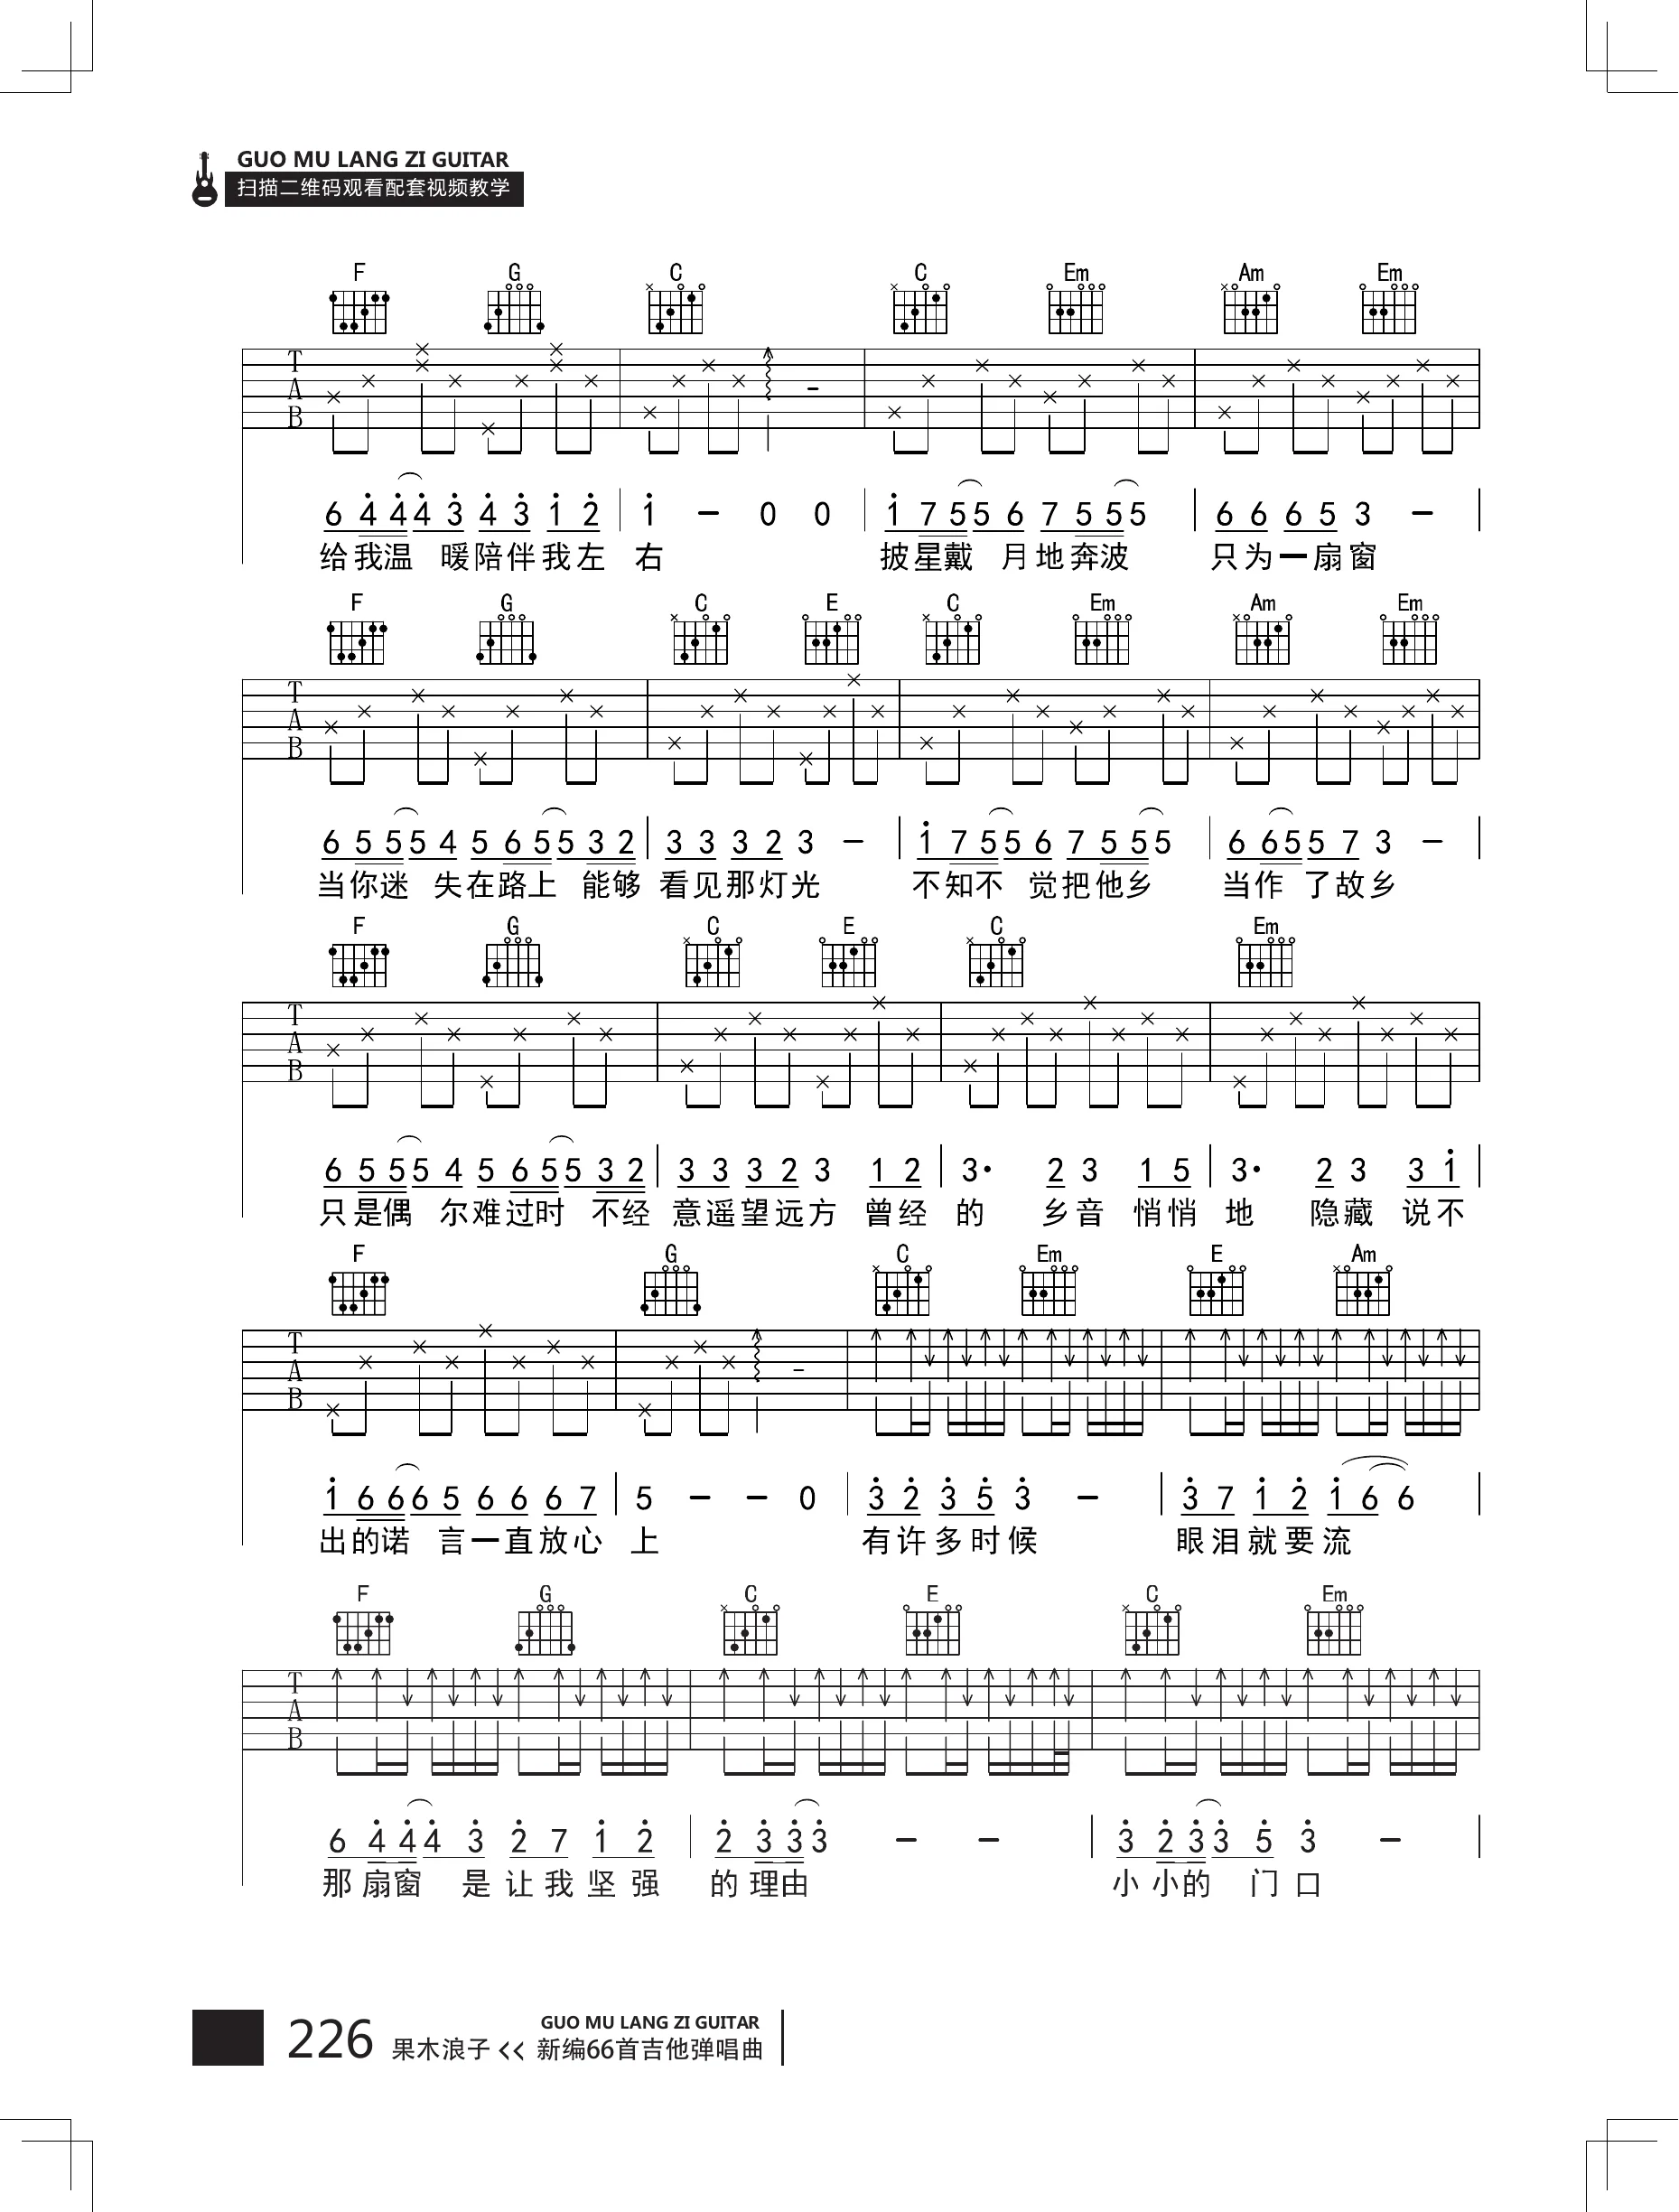 GUO MU LANG ZI GUITAR
扫描二维码观看配套视频教学
F G C C Em Am Em
T
A
B
6 4 4 4 3 4 3 1 2 | 1 - 0 0 | 1 7 5 5 6 7 5 5 5 | 6 6 6 5 3 - |
给我温 暖陪伴我左 右 披星戴 月地奔波 只为一扇窗
F G C E C Em Am Em
T
A
B
6 5 5 5 4 5 6 5 5 3 2 | 3 3 3 2 3 - | 1 7 5 5 6 7 5 5 5 | 6 6 5 5 7 3 - |
当你迷 失在路上 能够 看见那灯光 不知不 觉把他乡 当作 了故乡
F G C E C Em
T
A
B
6 5 5 5 4 5 6 5 5 3 2 | 3 3 3 2 3 1 2 | 3· 2 3 1 5 | 3· 2 3 3 1 |
只是偶 尔难过时 不经 意遥望远方 曾经 的 乡音 悄悄 地 隐藏 说不
F G C Em E Am
T
A
B
1 6 6 6 5 6 6 6 7 | 5 - - 0 | 3 2 3 5 3 - | 3 7 1 2 1 6 6 |
出的诺 言一直放心 上 有许多时候 眼泪就要流
F G C E C Em
T
A
B
6 4 4 4 3 2 7 1 2 | 2 3 3 3 - - | 3 2 3 3 5 3 - |
那扇窗 是让我坚强 的理由 小小的 门口
226 果木浪子 << GUO MU LANG ZI GUITAR
新编66首吉他弹唱曲